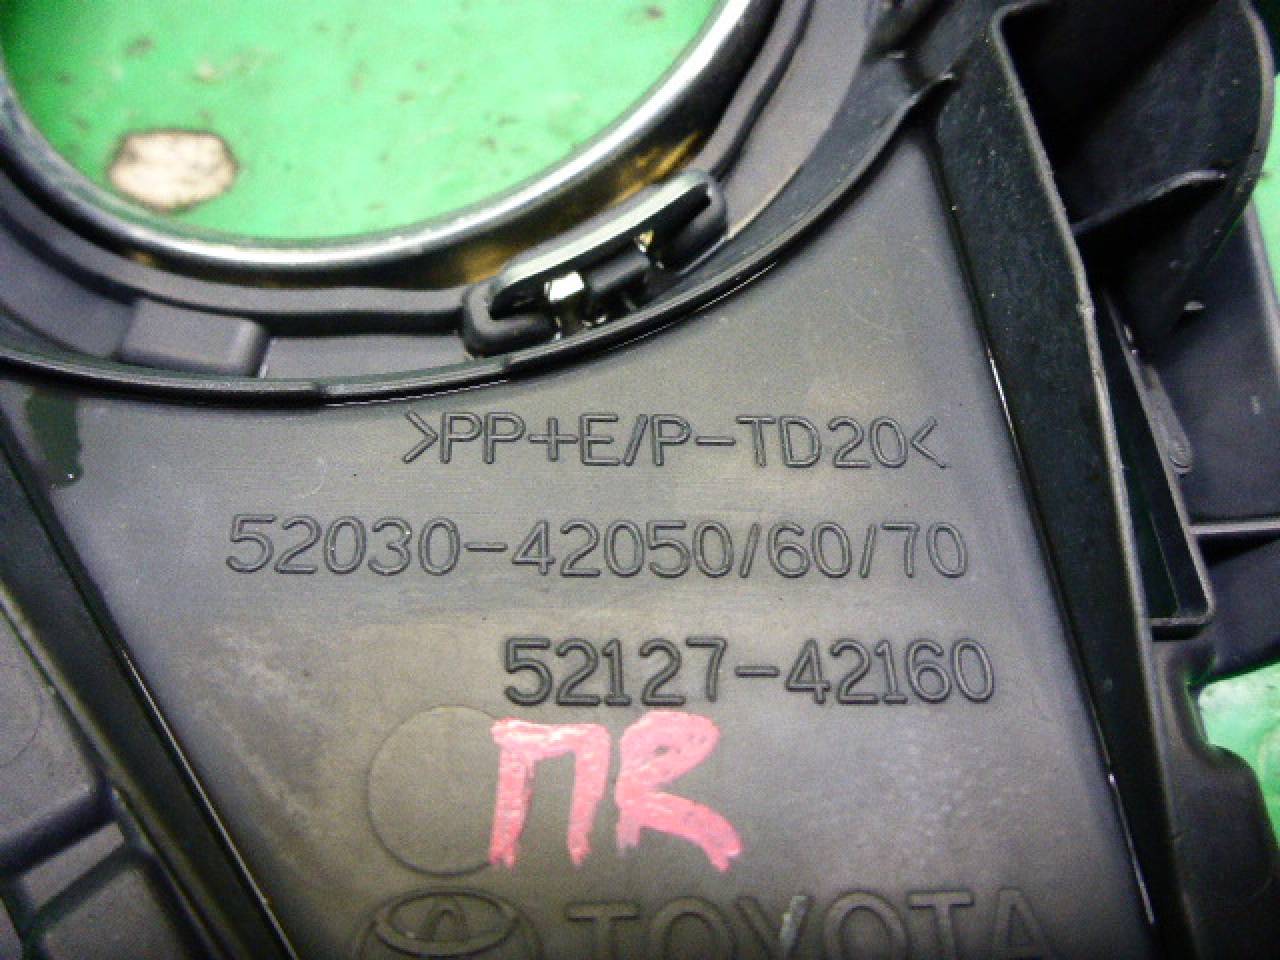 >PP+E/P-TD20<
52030-42050/60/70
52127-42160
ПR
TOYOTA